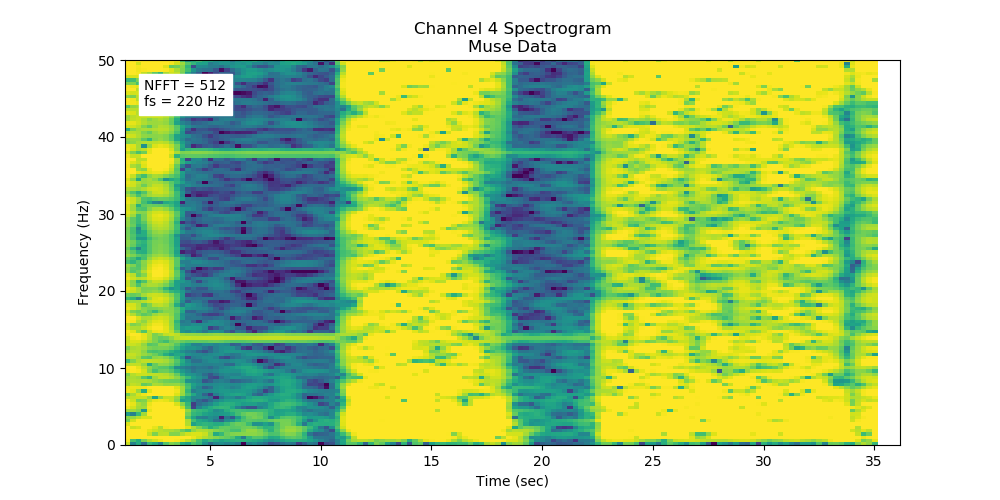 Channel 4 Spectrogram
Muse Data
NFFT = 512
fs = 220 Hz
50
40
30
20
10
0
Frequency (Hz)
5
10
15
20
25
30
35
Time (sec)